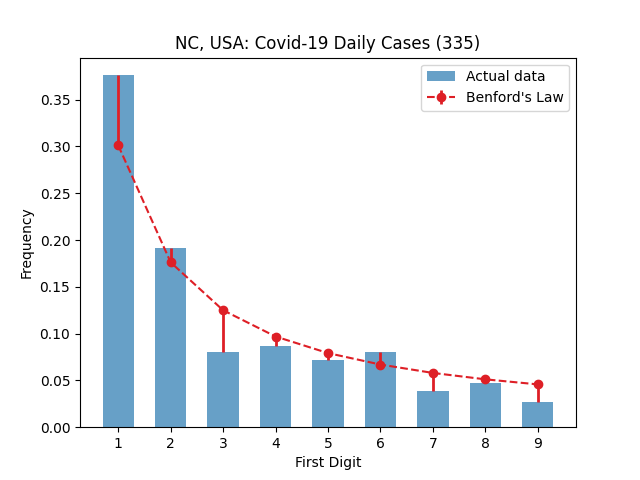 NC, USA: Covid-19 Daily Cases (335)
Actual data
Benford's Law
Frequency
0.35
0.30
0.25
0.20
0.15
0.10
0.05
0.00
1 2 3 4 5 6 7 8 9
First Digit